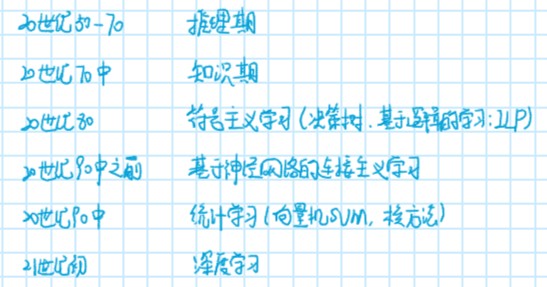 20世纪50-70 推理期
20世纪70中 知识期
20世纪80 符号主义学习(决策树.基于逻辑的学习:ILP)
20世纪90中之前 基于神经网络的连接主义学习
20世纪90中 统计学习(向量机SVM,核方法)
21世纪初 深度学习